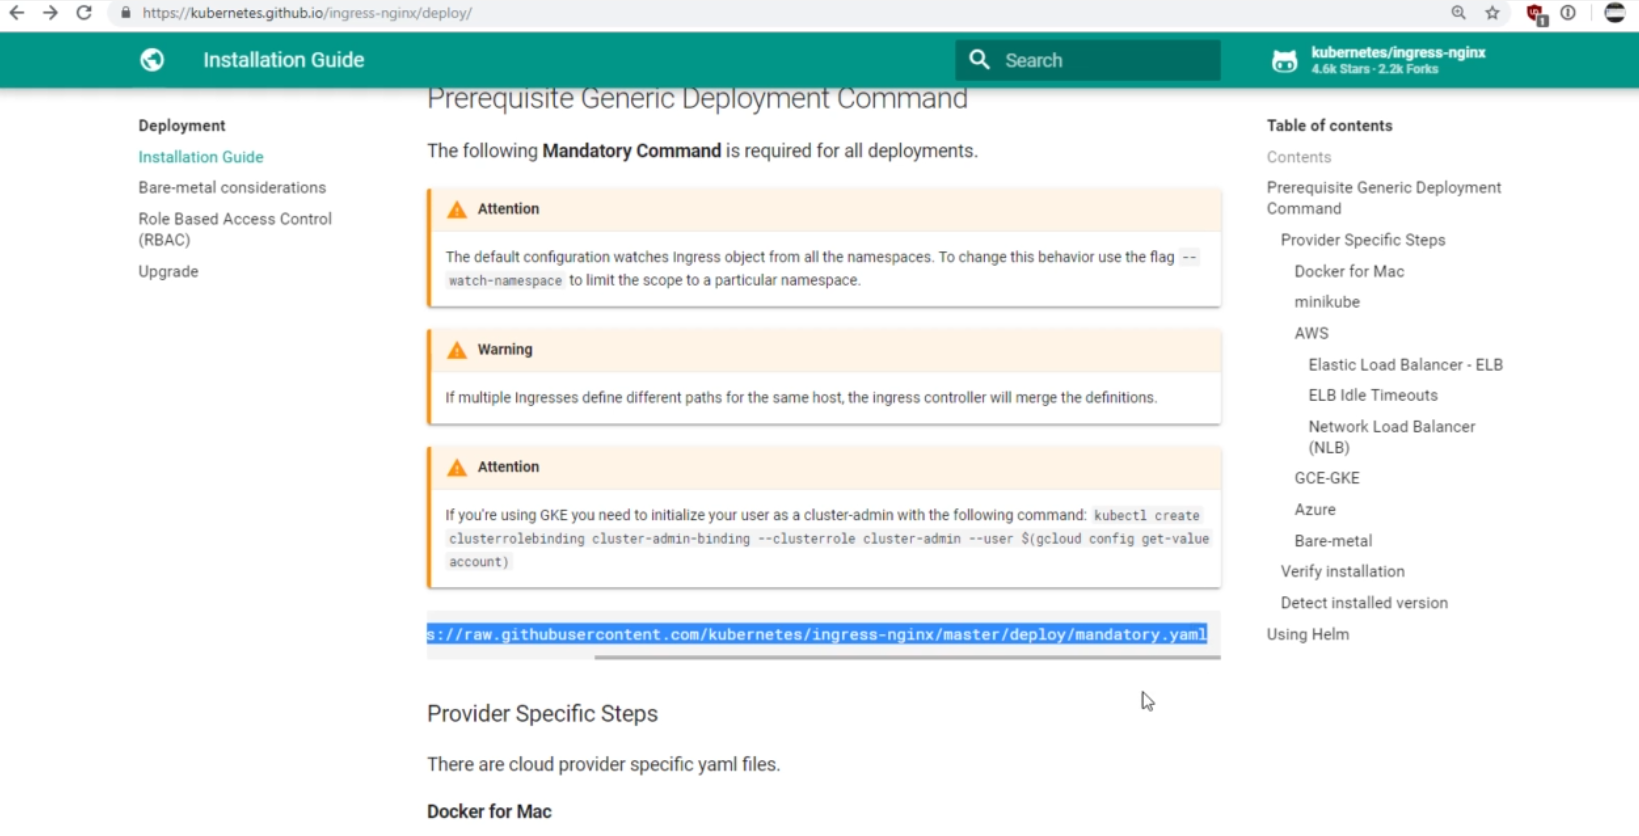 https://kubernetes.github.io/ingress-nginx/deploy/
1
Installation Guide
Search
kubernetes/ingress-nginx
4.6k Stars · 2.2k Forks
Deployment
Installation Guide
Bare-metal considerations
Role Based Access Control
(RBAC)
Upgrade
Prerequisite Generic Deployment Command
The following Mandatory Command is required for all deployments.
Attention
The default configuration watches Ingress object from all the namespaces. To change this behavior use the flag --
watch-namespace to limit the scope to a particular namespace.
Warning
If multiple Ingresses define different paths for the same host, the ingress controller will merge the definitions.
Attention
If you're using GKE you need to initialize your user as a cluster-admin with the following command: kubectl create
clusterrolebinding cluster-admin-binding --clusterrole cluster-admin --user $(gcloud config get-value
account)
s://raw.githubusercontent.com/kubernetes/ingress-nginx/master/deploy/mandatory.yaml
Provider Specific Steps
There are cloud provider specific yaml files.
Docker for Mac
Table of contents
Contents
Prerequisite Generic Deployment
Command
Provider Specific Steps
Docker for Mac
minikube
AWS
Elastic Load Balancer - ELB
ELB Idle Timeouts
Network Load Balancer
(NLB)
GCE-GKE
Azure
Bare-metal
Verify installation
Detect installed version
Using Helm